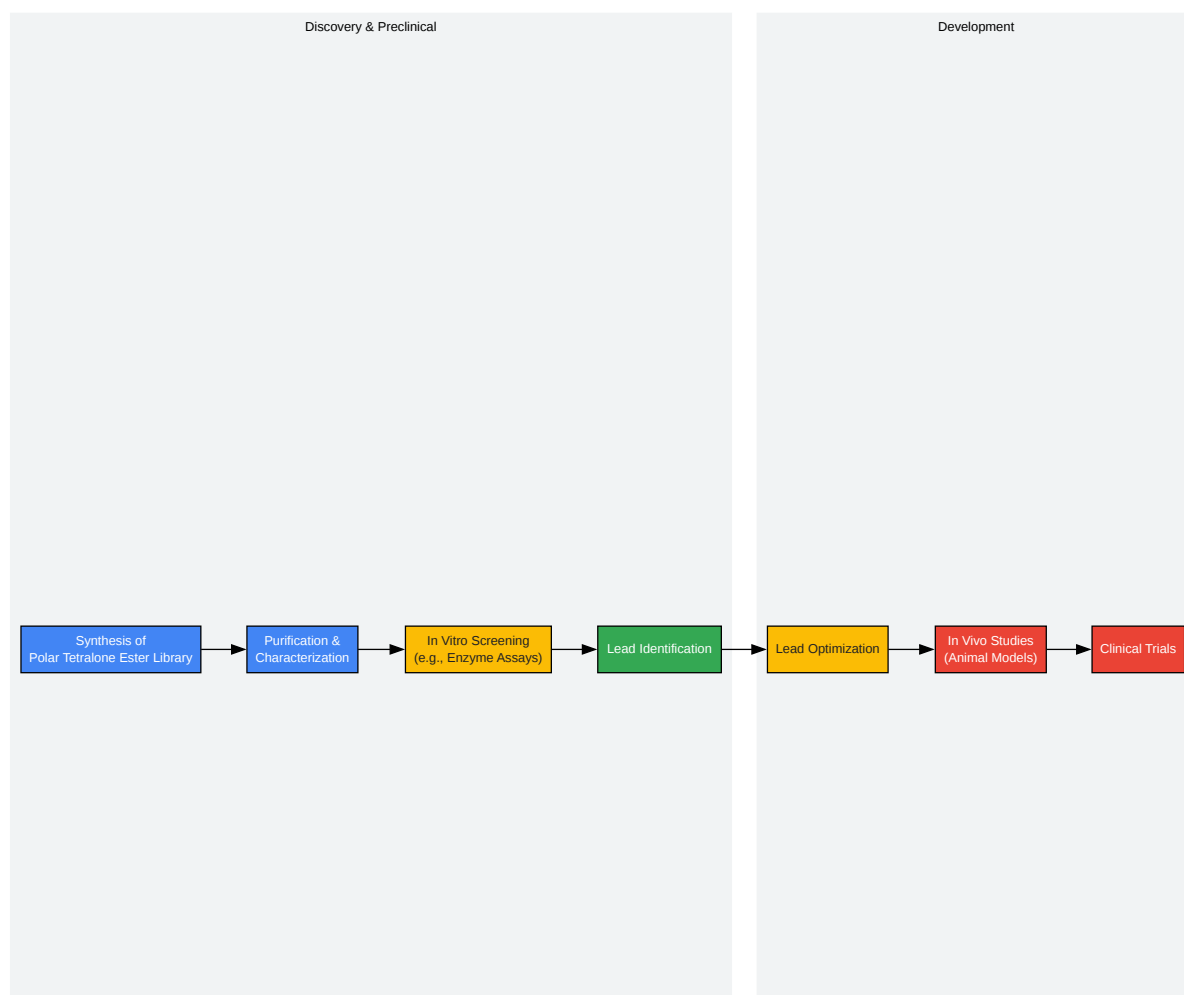 Discovery & Preclinical
Development
Synthesis of
Polar Tetralone Ester Library
Purification &
Characterization
In Vitro Screening
(e.g., Enzyme Assays)
Lead Identification
Lead Optimization
In Vivo Studies
(Animal Models)
Clinical Trials